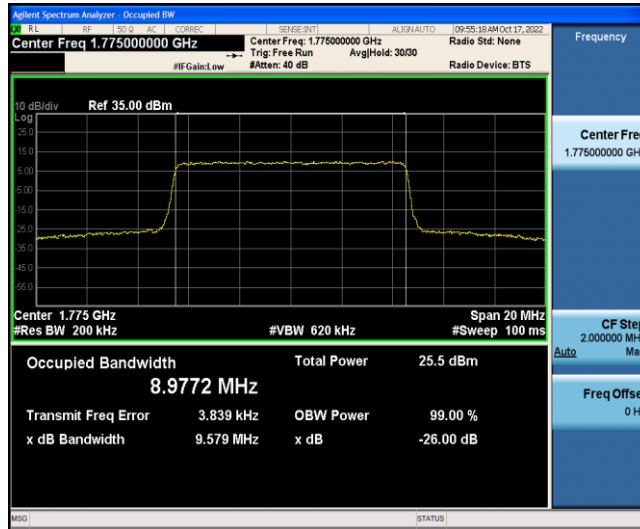 Agilent Spectrum Analyzer - Occupied BW
RL RF 50 Ω AC CORREC SENSE:INT ALIGNAUTO 09:55:18 AM Oct 17, 2022
Center Freq 1.775000000 GHz
Center Freq: 1.775000000 GHz
Radio Std: None
Trig: Free Run Avg|Hold: 30/30
#IFGain:Low #Atten: 40 dB Radio Device: BTS
10 dB/div Ref 35.00 dBm
Log
25.0
15.0
5.00
-5.00
-15.0
-25.0
-35.0
-45.0
-55.0
Center 1.775 GHz Span 20 MHz
#Res BW 200 kHz #VBW 620 kHz #Sweep 100 ms
Occupied Bandwidth Total Power 25.5 dBm
8.9772 MHz
Transmit Freq Error 3.839 kHz OBW Power 99.00 %
x dB Bandwidth 9.579 MHz x dB -26.00 dB
MSG STATUS
Frequency
Center Fre
1.775000000 GH
CF Ste
2.000000 MH
Auto Ma
Freq Offse
0 H